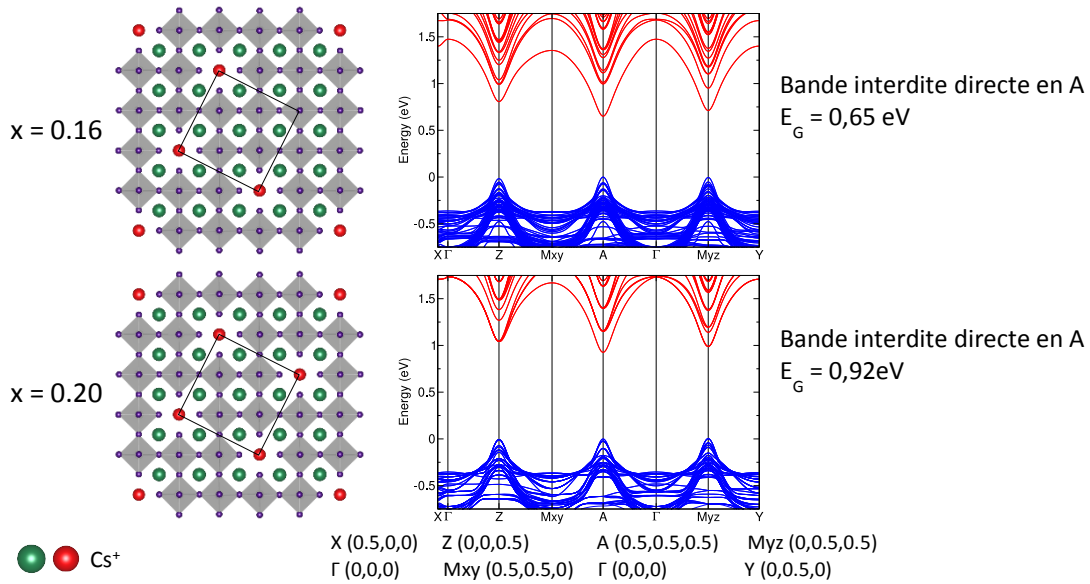 x = 0.16
1.5
1
0.5
0
-0.5
Energy (eV)
X Γ Z Mxy A Γ Myz Y
Bande interdite directe en A
E_G = 0,65 eV
x = 0.20
1.5
1
0.5
0
-0.5
Energy (eV)
X Γ Z Mxy A Γ Myz Y
Bande interdite directe en A
E_G = 0,92eV
Cs⁺
X (0.5,0,0) Z (0,0,0.5) A (0.5,0.5,0.5) Myz (0,0.5,0.5)
Γ (0,0,0) Mxy (0.5,0.5,0) Γ (0,0,0) Y (0,0.5,0)